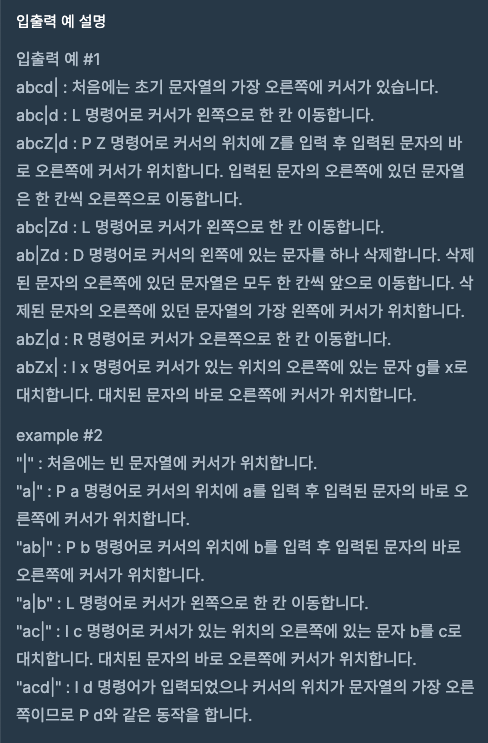 입출력 예 설명
입출력 예 #1
abcd| : 처음에는 초기 문자열의 가장 오른쪽에 커서가 있습니다.
abc|d : L 명령어로 커서가 왼쪽으로 한 칸 이동합니다.
abcZ|d : P Z 명령어로 커서의 위치에 Z를 입력 후 입력된 문자의 바
로 오른쪽에 커서가 위치합니다. 입력된 문자의 오른쪽에 있던 문자열
은 한 칸씩 오른쪽으로 이동합니다.
abc|Zd : L 명령어로 커서가 왼쪽으로 한 칸 이동합니다.
ab|Zd : D 명령어로 커서의 왼쪽에 있는 문자를 하나 삭제합니다. 삭제
된 문자의 오른쪽에 있던 문자열은 모두 한 칸씩 앞으로 이동합니다. 삭
제된 문자의 오른쪽에 있던 문자열의 가장 왼쪽에 커서가 위치합니다.
abZ|d : R 명령어로 커서가 오른쪽으로 한 칸 이동합니다.
abZx| : I x 명령어로 커서가 있는 위치의 오른쪽에 있는 문자 g를 x로
대치합니다. 대치된 문자의 바로 오른쪽에 커서가 위치합니다.
example #2
"|" : 처음에는 빈 문자열에 커서가 위치합니다.
"a|" : P a 명령어로 커서의 위치에 a를 입력 후 입력된 문자의 바로 오
른쪽에 커서가 위치합니다.
"ab|" : P b 명령어로 커서의 위치에 b를 입력 후 입력된 문자의 바로
오른쪽에 커서가 위치합니다.
"a|b" : L 명령어로 커서가 왼쪽으로 한 칸 이동합니다.
"ac|" : I c 명령어로 커서가 있는 위치의 오른쪽에 있는 문자 b를 c로
대치합니다. 대치된 문자의 바로 오른쪽에 커서가 위치합니다.
"acd|" : I d 명령어가 입력되었으나 커서의 위치가 문자열의 가장 오른
쪽이므로 P d와 같은 동작을 합니다.